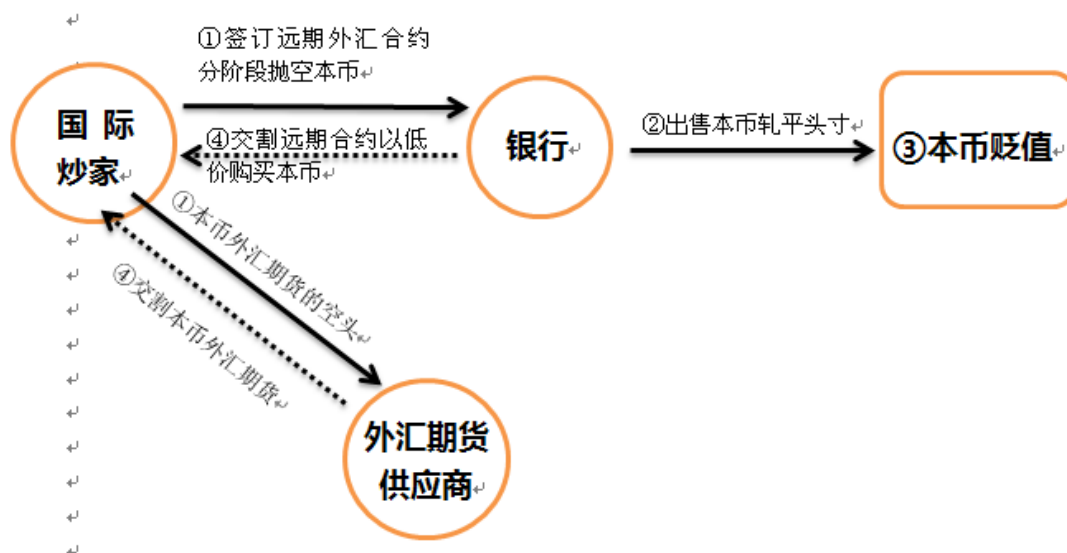 ①签订远期外汇合约
分阶段抛空本币
国 际
炒家
④交割远期合约以低
价购买本币
银行
②出售本币轧平头寸
③本币贬值
①本币外汇期货的空头
④交割本币外汇期货
外汇期货
供应商